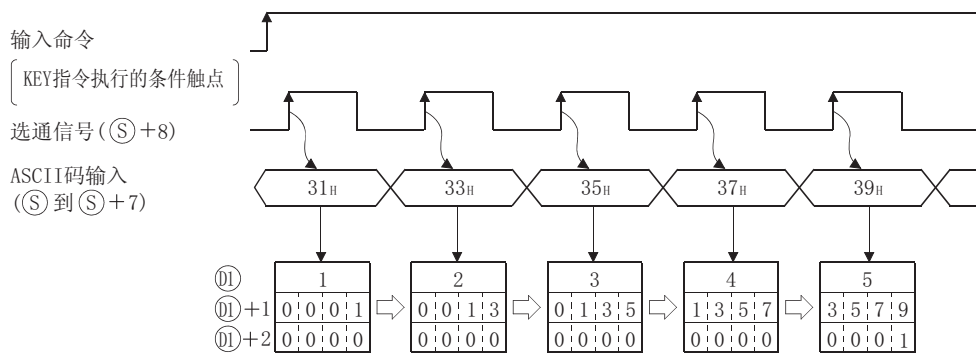 输入命令
KEY指令执行的条件触点
选通信号(Ⓢ+8)
ASCII码输入
(Ⓢ到Ⓢ+7)
31H 33H 35H 37H 39H
D1 1 2 3 4 5
D1+1 0 0 0 1 0 0 1 3 0 1 3 5 1 3 5 7 3 5 7 9
D1+2 0 0 0 0 0 0 0 0 0 0 0 0 0 0 0 0 0 0 0 1